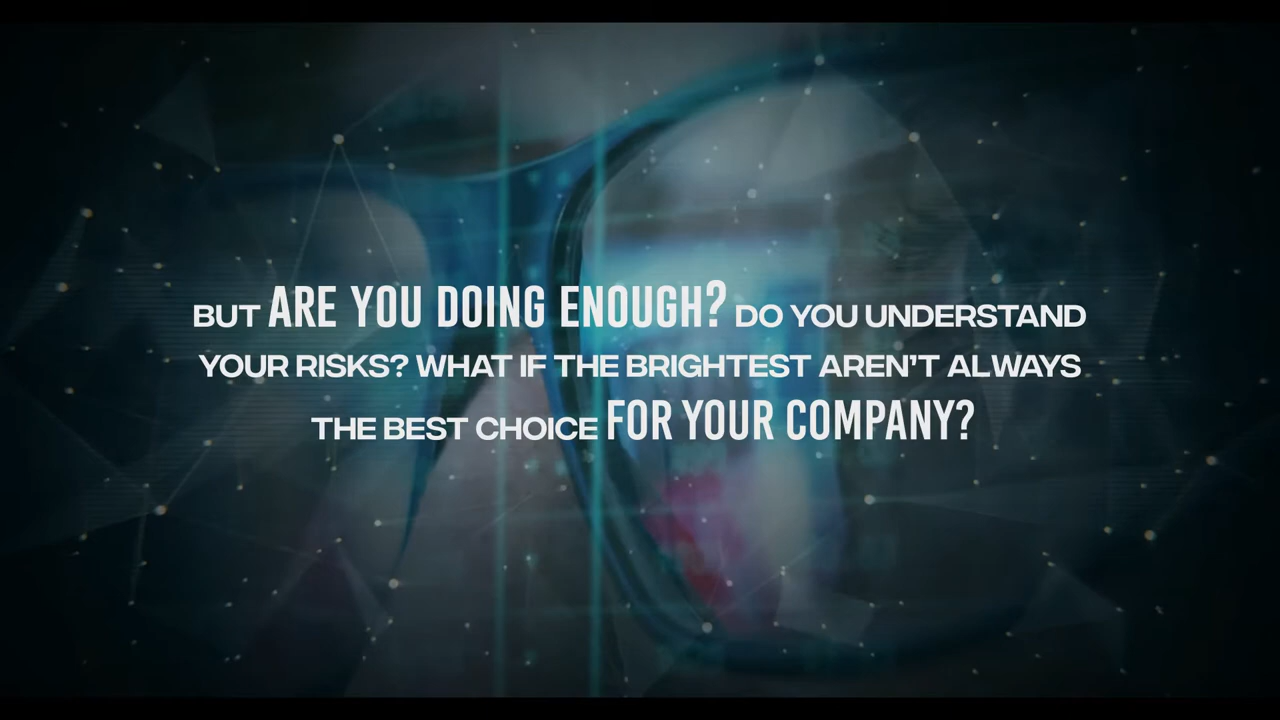 BUT ARE YOU DOING ENOUGH? DO YOU UNDERSTAND
YOUR RISKS? WHAT IF THE BRIGHTEST AREN'T ALWAYS
THE BEST CHOICE FOR YOUR COMPANY?